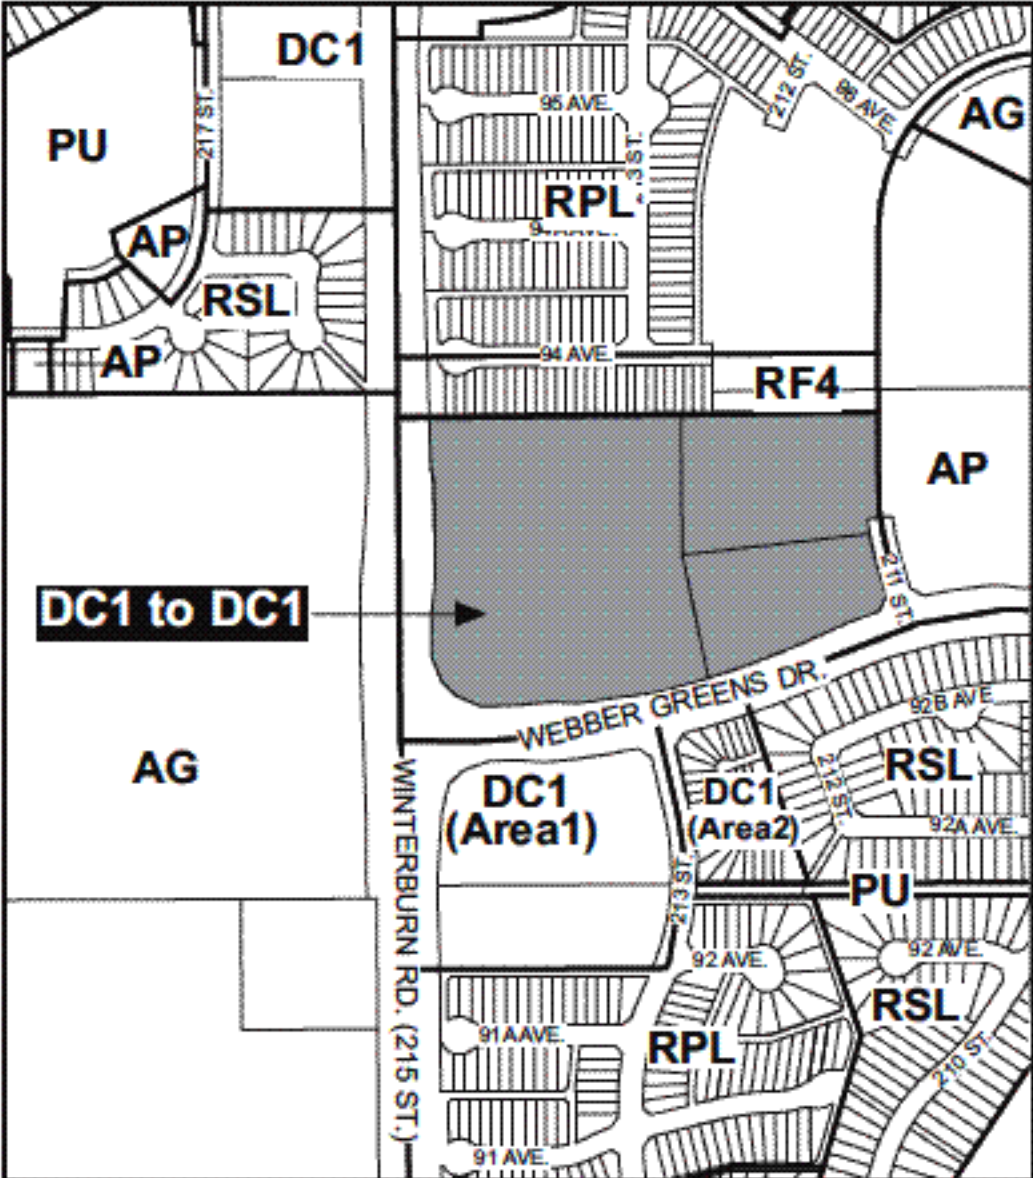 DC1
PU
217 ST.
95 AVE.
212 ST.
96 AVE.
AG
RPL
AP
RSL
AP
94 AVE.
RF4
AP
DC1 to DC1
211 ST.
WEBBER GREENS DR.
92B AVE
AG
WINTERBURN RD. (215 ST.)
DC1
(Area1)
DC1
(Area2)
212 ST.
RSL
92A AVE.
213 ST.
PU
92 AVE.
92 AVE.
RSL
91A AVE.
RPL
210 ST.
91 AVE.